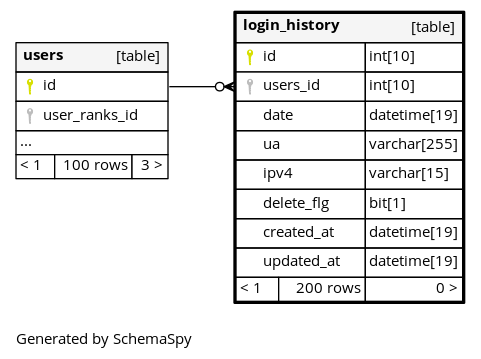 users [table]
id
user_ranks_id
...
< 1 100 rows 3 >
login_history [table]
id int[10]
users_id int[10]
date datetime[19]
ua varchar[255]
ipv4 varchar[15]
delete_flg bit[1]
created_at datetime[19]
updated_at datetime[19]
< 1 200 rows 0 >
Generated by SchemaSpy